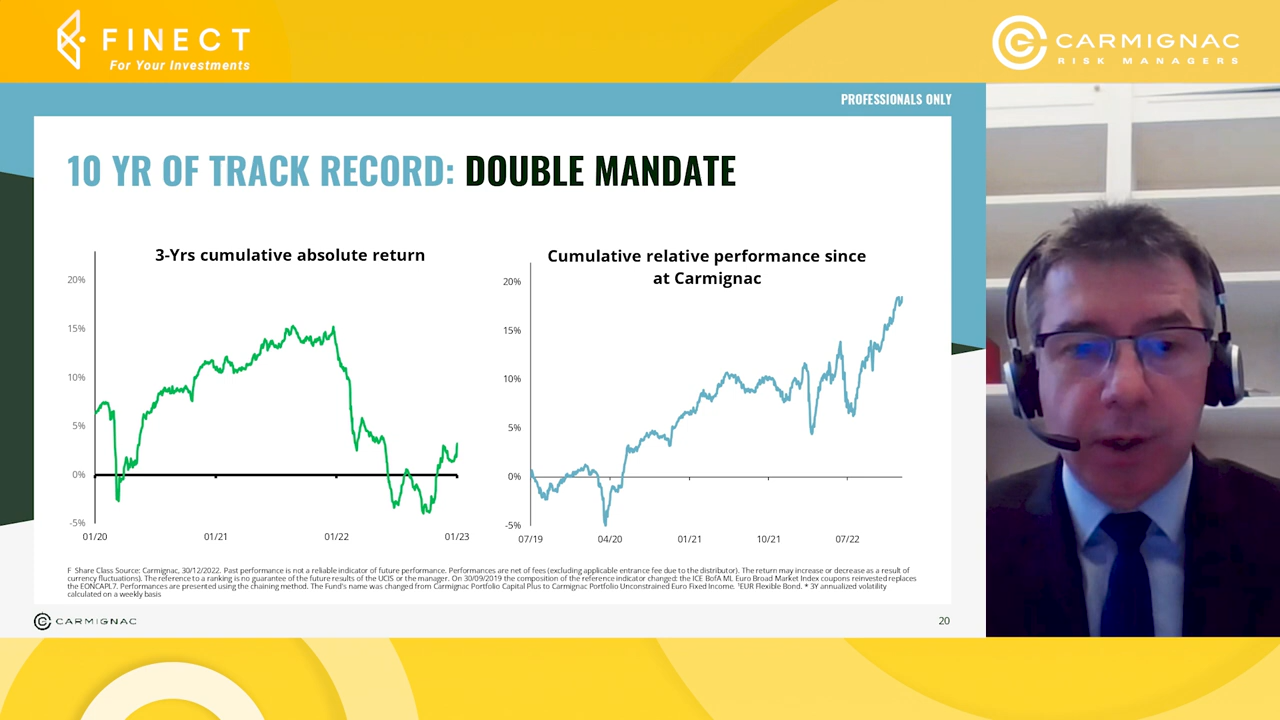 FINECT
For Your Investments
CARMIGNAC
RISK MANAGERS
PROFESSIONALS ONLY
10 YR OF TRACK RECORD: DOUBLE MANDATE
3-Yrs cumulative absolute return
20%
15%
10%
5%
0%
-5%
01/20 01/21 01/22 01/23
Cumulative relative performance since
at Carmignac
20%
15%
10%
5%
0%
-5%
07/19 04/20 01/21 10/21 07/22
F Share Class Source: Carmignac, 30/12/2022. Past performance is not a reliable indicator of future performance. Performances are net of fees (excluding applicable entrance fee due to the distributor). The return may increase or decrease as a result of
currency fluctuations). The reference to a ranking is no guarantee of the future results of the UCIS or the manager. On 30/09/2019 the composition of the reference indicator changed: the ICE BofA ML Euro Broad Market Index coupons reinvested replaces
the EONCAPL7. Performances are presented using the chaining method. The Fund's name was changed from Carmignac Portfolio Capital Plus to Carmignac Portfolio Unconstrained Euro Fixed Income. ¹EUR Flexible Bond. * 3Y annualized volatility
calculated on a weekly basis
CARMIGNAC
20